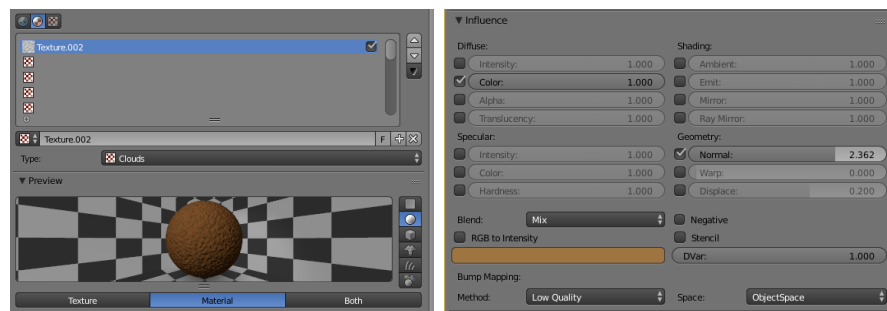 Texture.002
Texture.002
F
Type:
Clouds
Preview
Texture
Material
Both
Influence
Diffuse:
Shading:
Intensity: 1.000
Ambient: 1.000
Color: 1.000
Emit: 1.000
Alpha: 1.000
Mirror: 1.000
Translucency: 1.000
Ray Mirror: 1.000
Specular:
Geometry:
Intensity: 1.000
Normal: 2.362
Color: 1.000
Warp: 0.000
Hardness: 1.000
Displace: 0.200
Blend: Mix
Negative
RGB to Intensity
Stencil
DVar: 1.000
Bump Mapping:
Method: Low Quality
Space: ObjectSpace